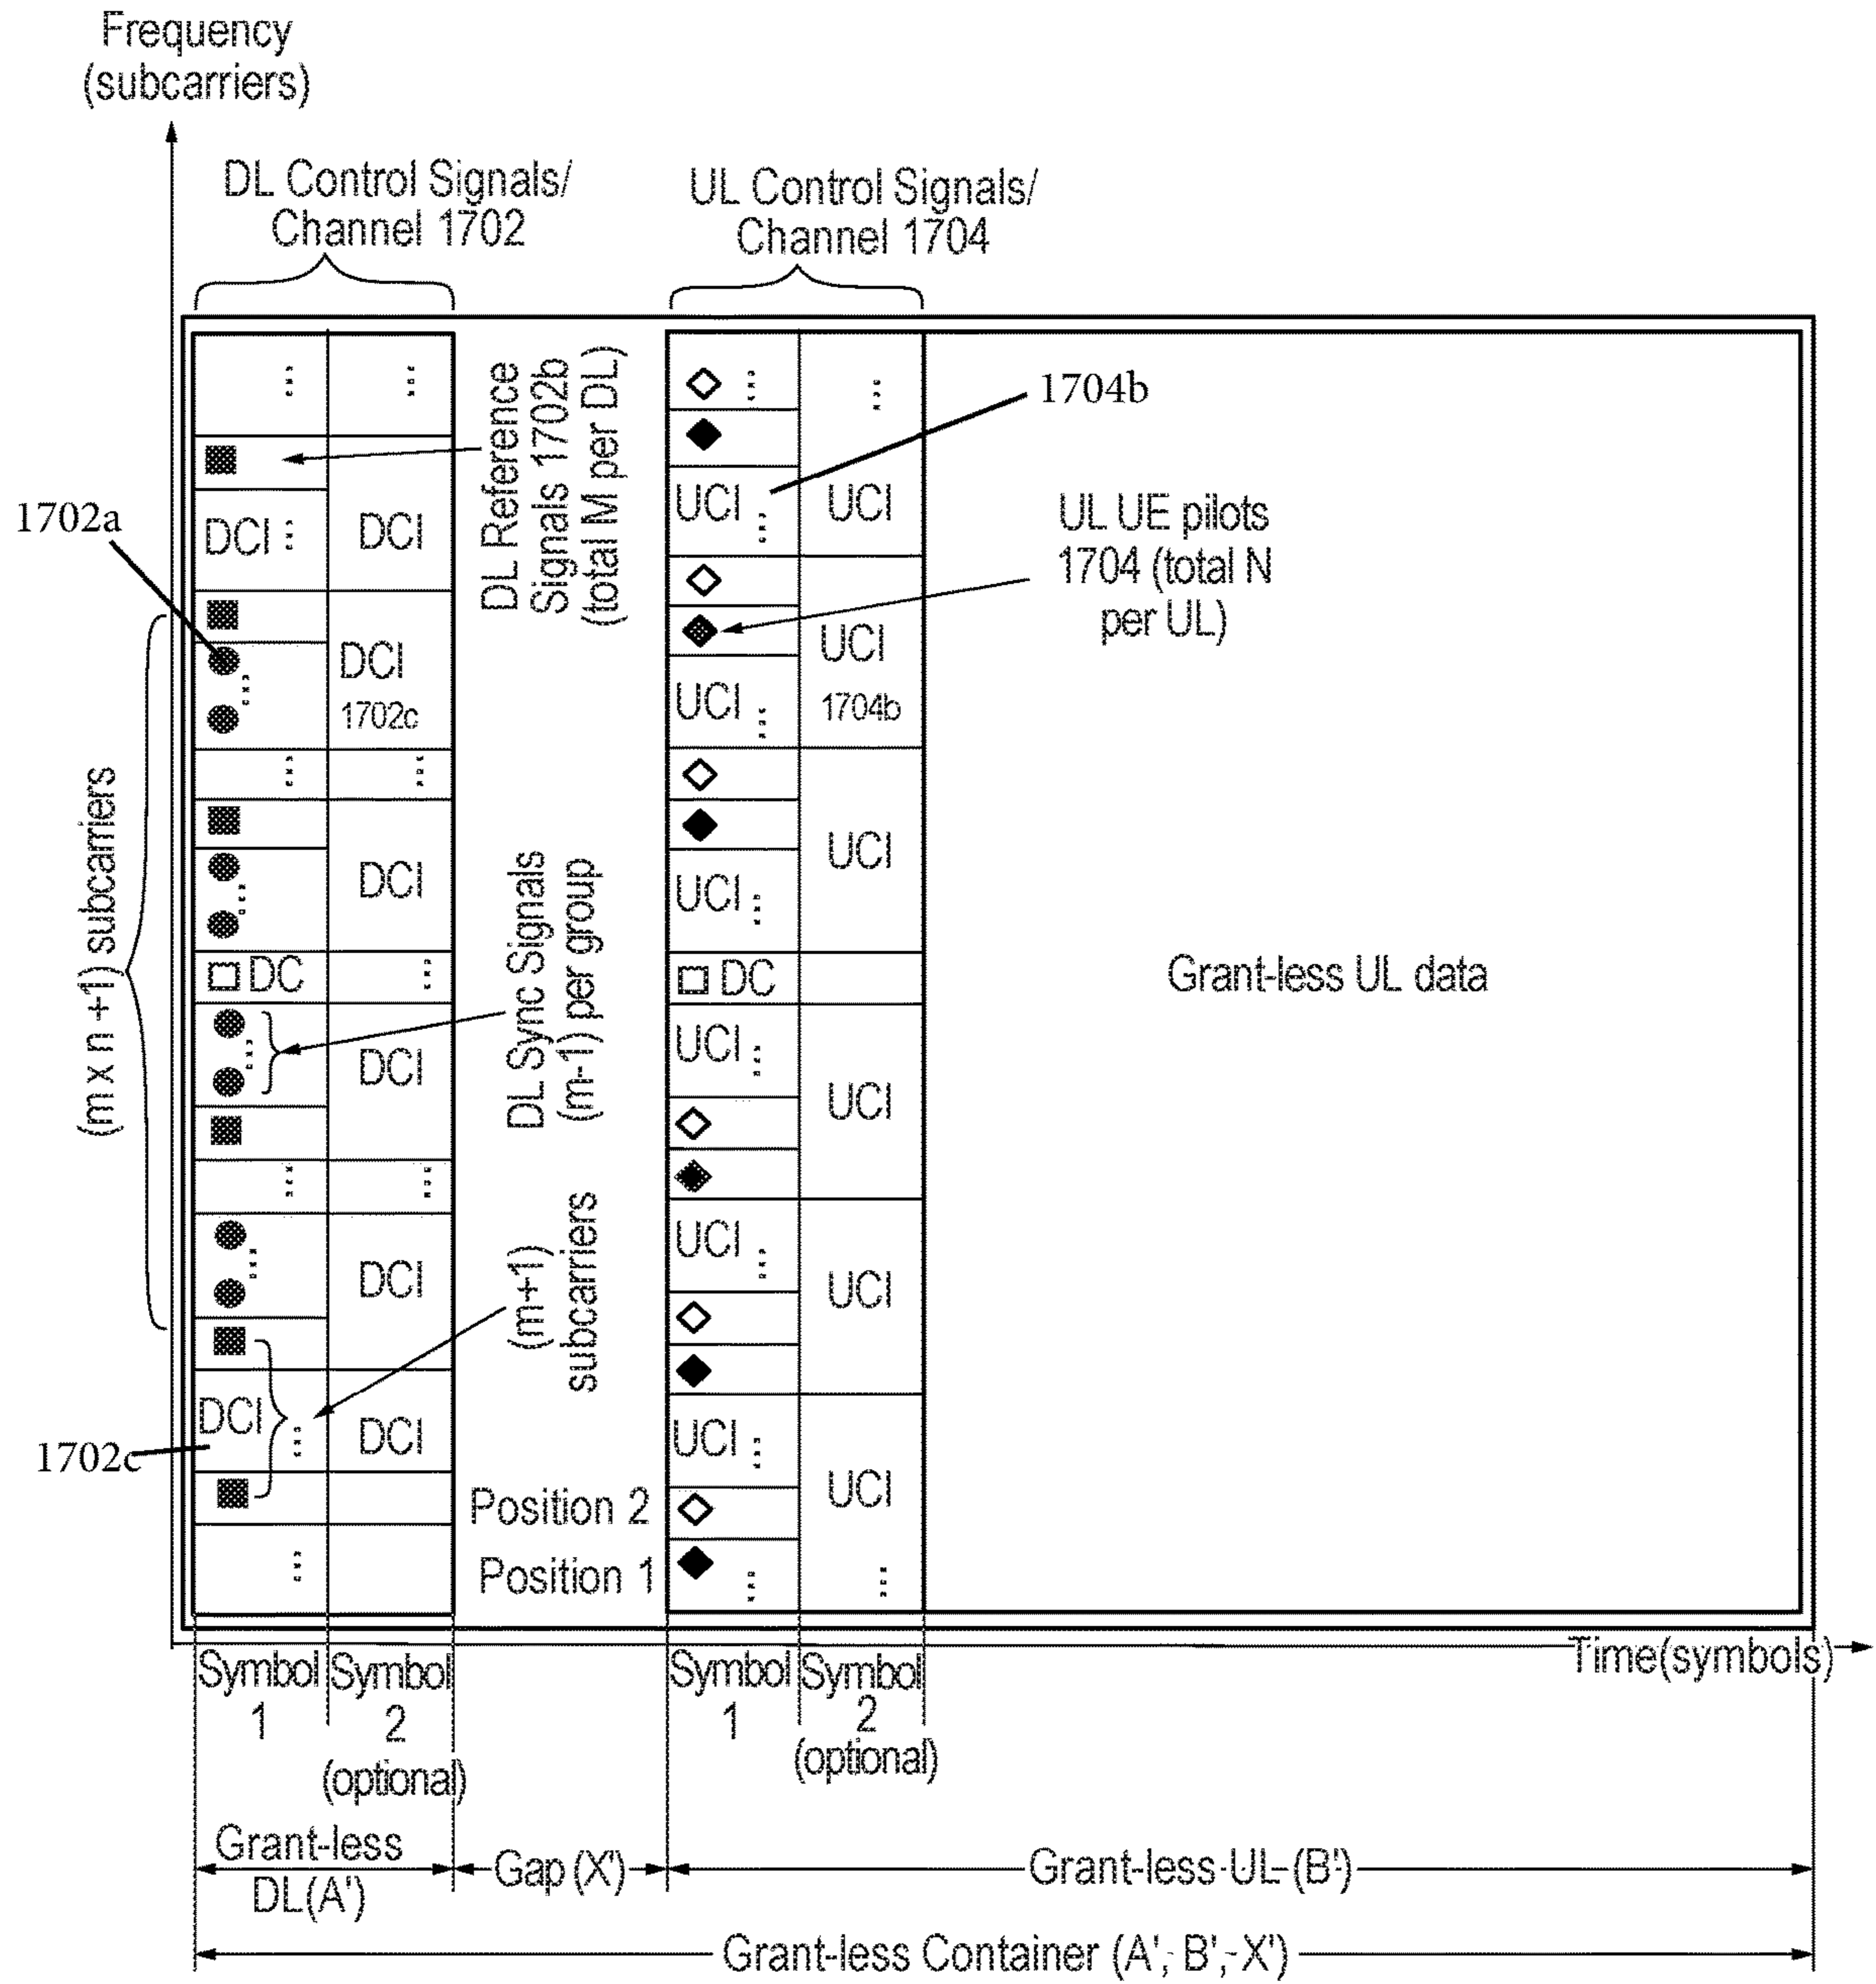 Frequency
(subcarriers)
DL Control Signals/
Channel 1702
UL Control Signals/
Channel 1704
1702a
1704b
DL Reference
Signals 1702b
(total M per DL)
UL UE pilots
1704 (total N
per UL)
DCI
DCI
DCI
1702c
DCI
DC
DCI
DCI
DCI
DCI
1702c
(m x n +1) subcarriers
DL Sync Signals
(m-1) per group
(m+1)
subcarriers
Position 2
Position 1
UCI
UCI
UCI
UCI
1704b
UCI
UCI
DC
UCI
UCI
UCI
UCI
UCI
UCI
Grant-less UL data
Time(symbols)
Symbol
1
Symbol
2
(optional)
Symbol
1
Symbol
2
(optional)
Grant-less
DL(A')
Gap (X')
Grant-less UL (B')
Grant-less Container (A', B', X')